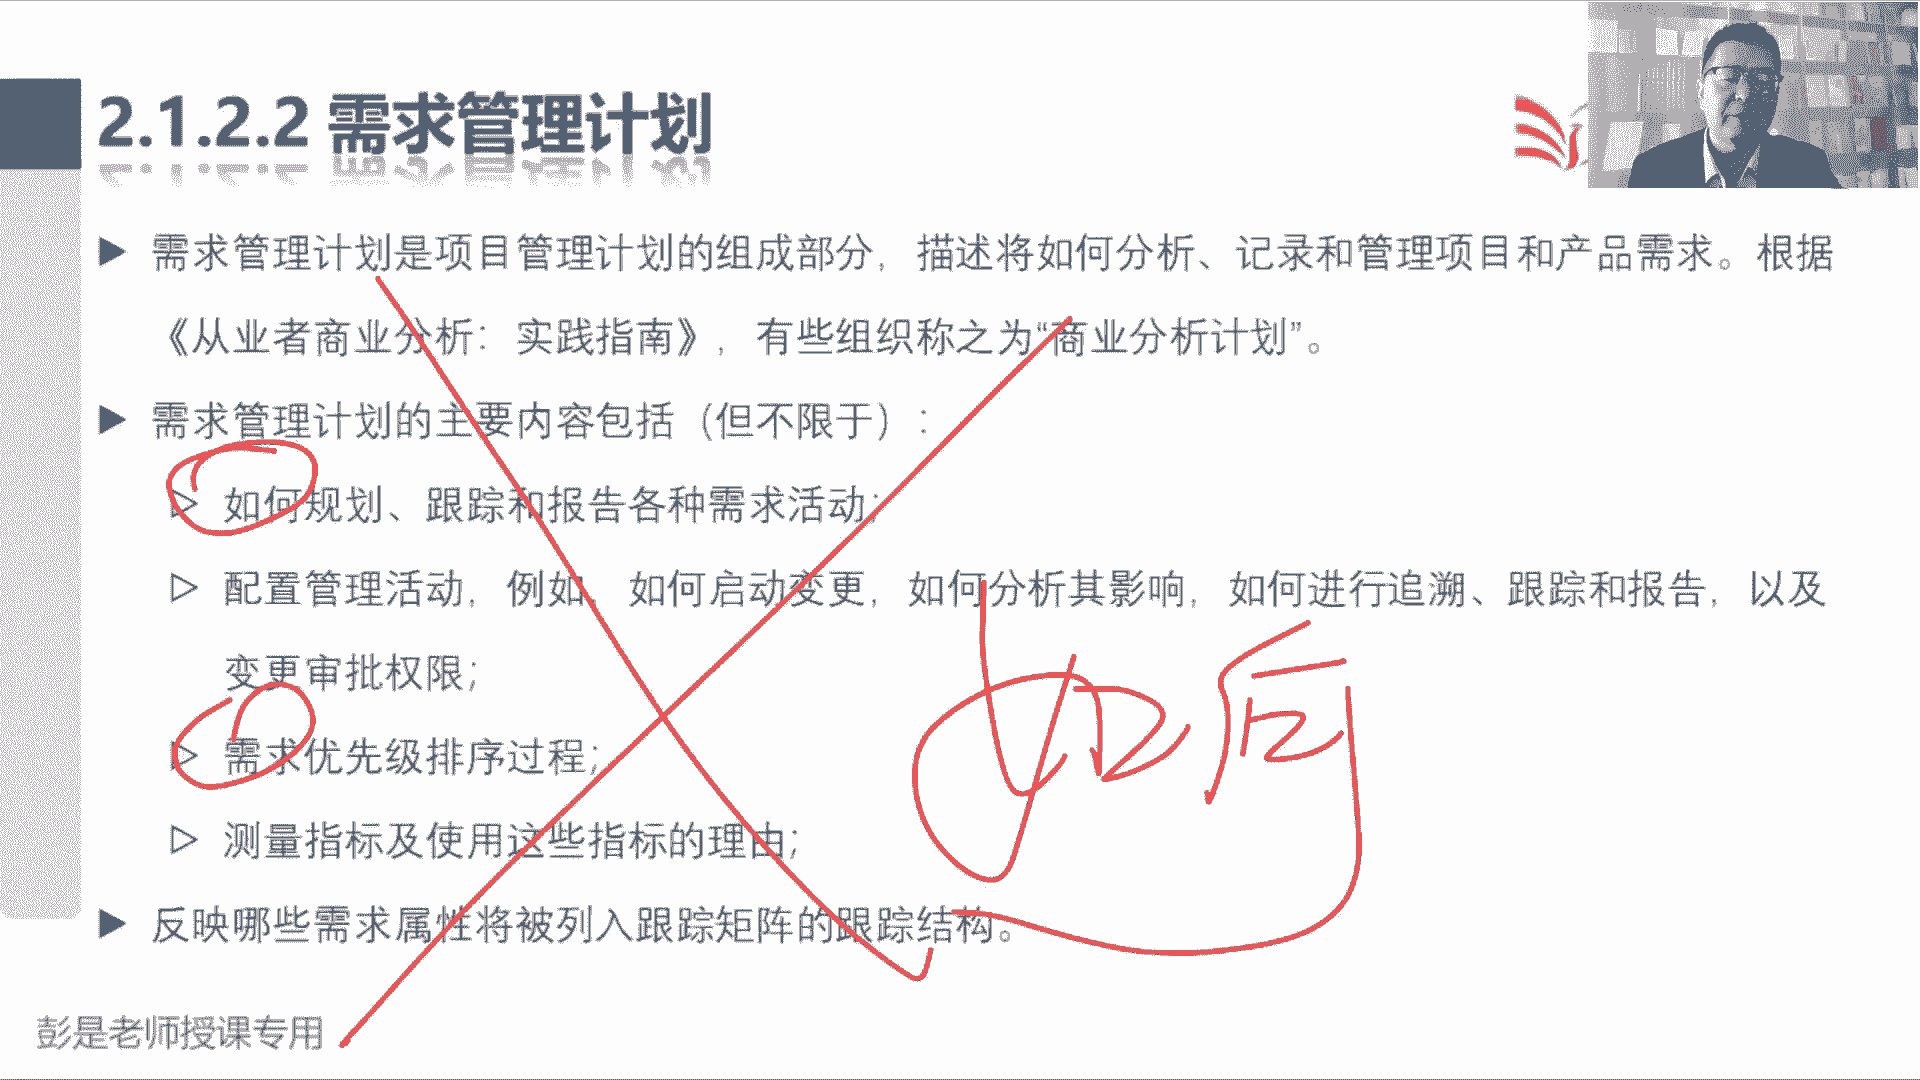 2.1.2.2 需求管理计划
需求管理计划是项目管理计划的组成部分，描述将如何分析、记录和管理项目和产品需求。根据
《从业者商业分析：实践指南》，有些组织称之为“商业分析计划”。
需求管理计划的主要内容包括（但不限于）：
如何规划、跟踪和报告各种需求活动；
配置管理活动，例如，如何启动变更，如何分析其影响，如何进行追溯、跟踪和报告，以及
变更审批权限；
需求优先级排序过程；
测量指标及使用这些指标的理由；
反映哪些需求属性将被列入跟踪矩阵的跟踪结构。
如何
彭是老师授课专用